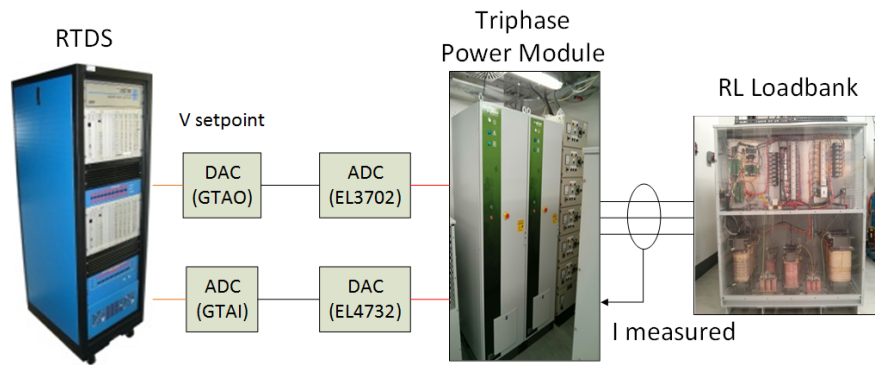 RTDS
Triphase
Power Module
RL Loadbank
V setpoint
DAC
(GTAO)
ADC
(EL3702)
ADC
(GTAI)
DAC
(EL4732)
I measured